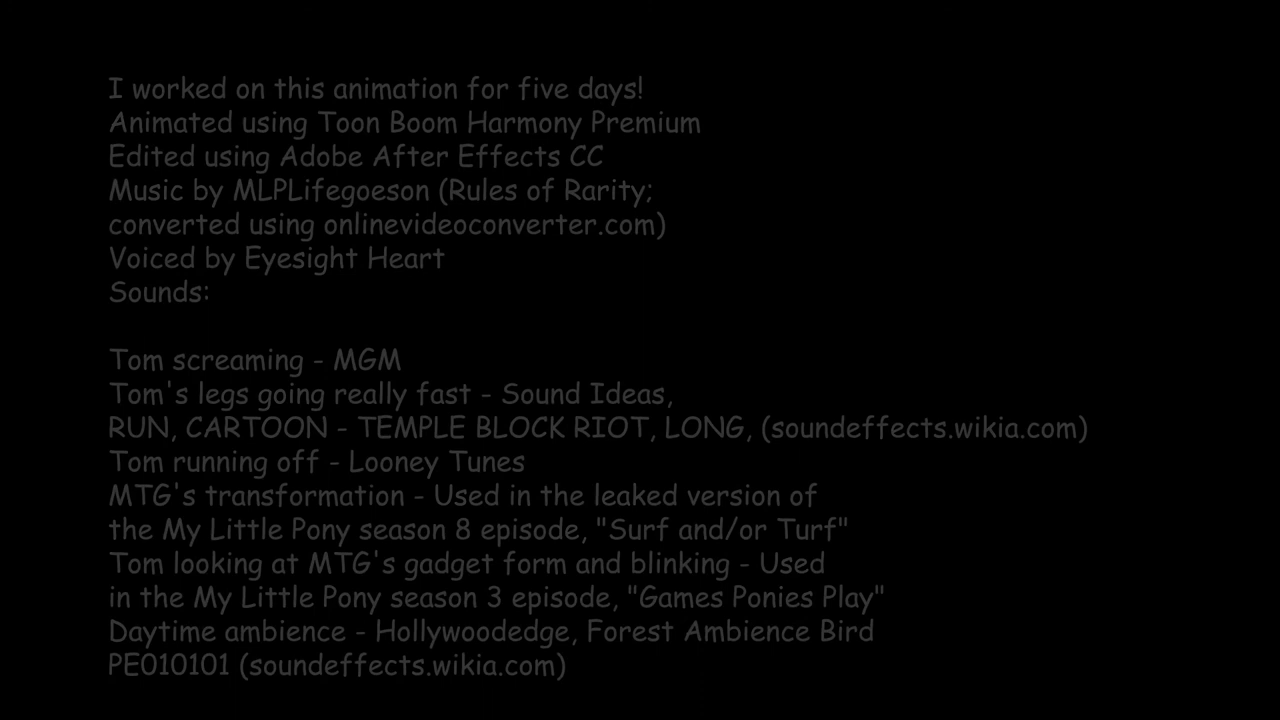 I worked on this animation for five days!
Animated using Toon Boom Harmony Premium
Edited using Adobe After Effects CC
Music by MLPLifegoeson (Rules of Rarity;
converted using onlinevideoconverter.com)
Voiced by Eyesight Heart
Sounds:
Tom screaming - MGM
Tom's legs going really fast - Sound Ideas,
RUN, CARTOON - TEMPLE BLOCK RIOT, LONG, (soundeffects.wikia.com)
Tom running off - Looney Tunes
MTG's transformation - Used in the leaked version of
the My Little Pony season 8 episode, "Surf and/or Turf"
Tom looking at MTG's gadget form and blinking - Used
in the My Little Pony season 3 episode, "Games Ponies Play"
Daytime ambience - Hollywoodedge, Forest Ambience Bird
PE010101 (soundeffects.wikia.com)